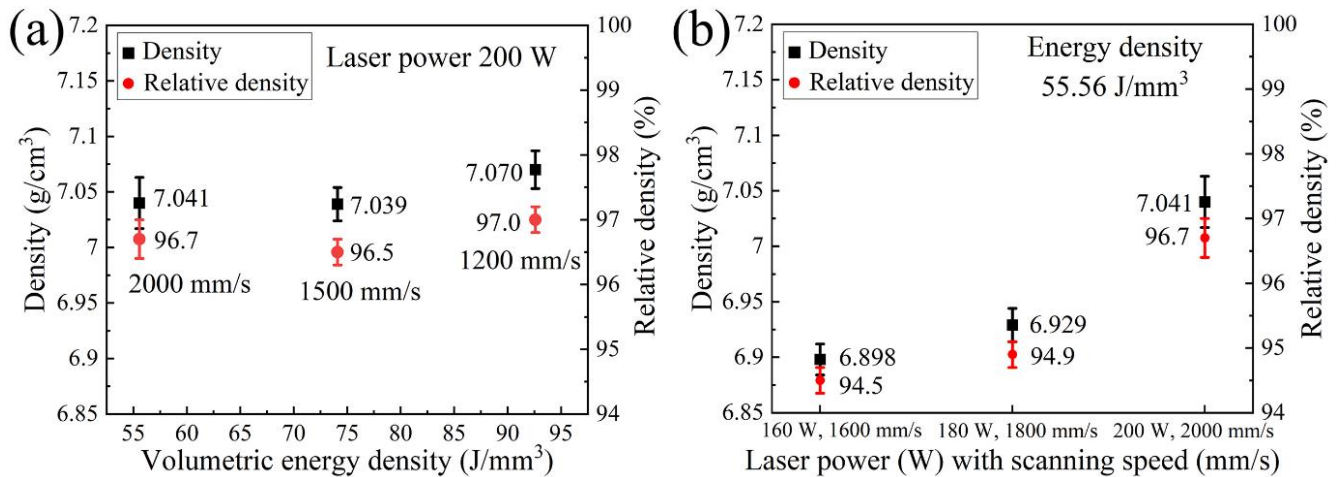 (a)
Density
Relative density
Laser power 200 W
7.2
7.15
7.1
7.05
7
6.95
6.9
6.85
Density (g/cm³)
100
99
98
97
96
95
94
Relative density (%)
7.041
96.7
2000 mm/s
7.039
96.5
1500 mm/s
7.070
97.0
1200 mm/s
55 60 65 70 75 80 85 90 95
Volumetric energy density (J/mm³)
(b)
Density
Relative density
Energy density
55.56 J/mm³
7.2
7.15
7.1
7.05
7
6.95
6.9
6.85
Density (g/cm³)
100
99
98
97
96
95
94
Relative density (%)
6.898
94.5
6.929
94.9
7.041
96.7
160 W, 1600 mm/s 180 W, 1800 mm/s 200 W, 2000 mm/s
Laser power (W) with scanning speed (mm/s)